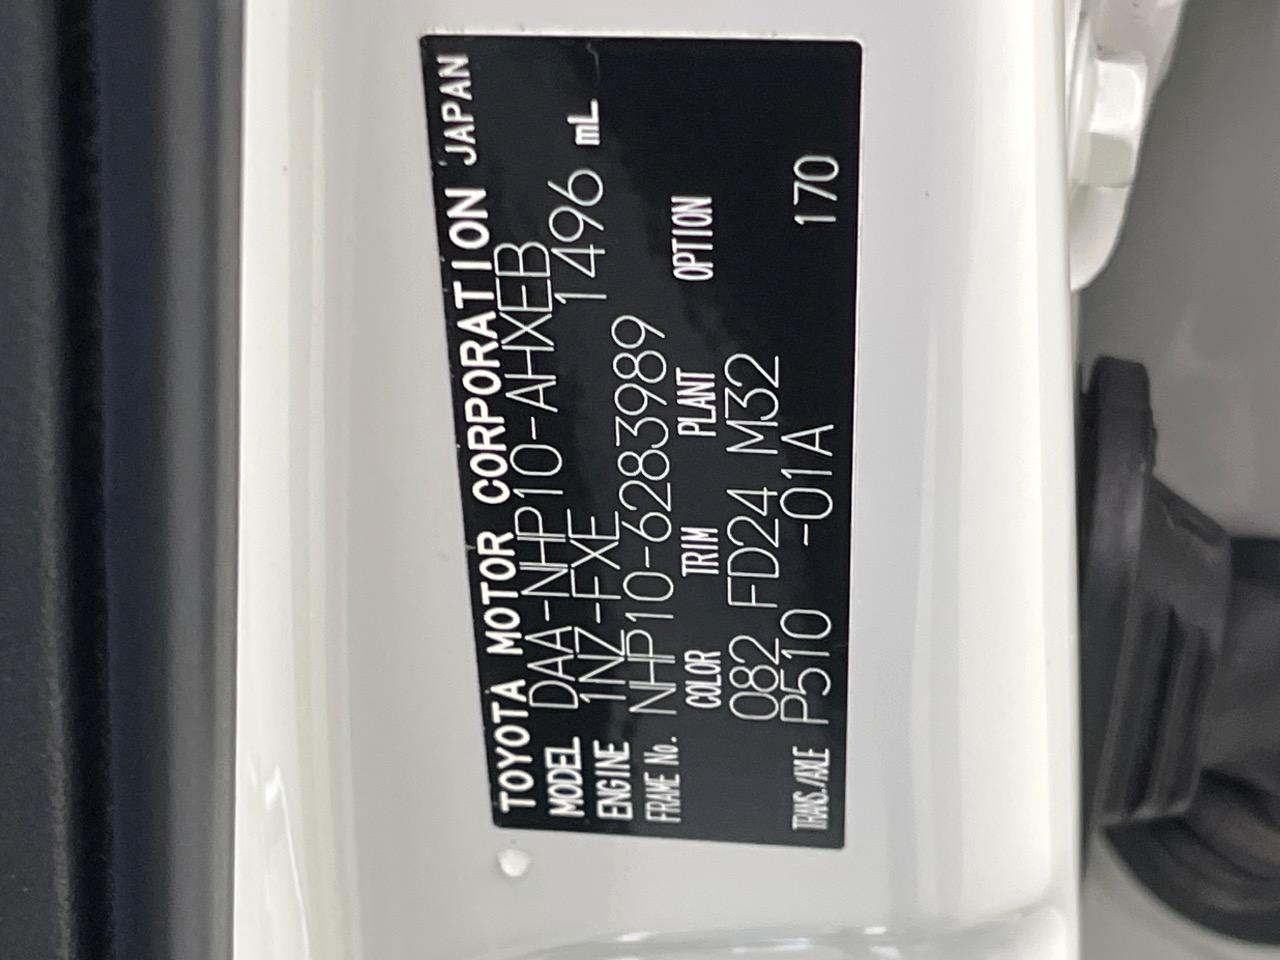 TOYOTA MOTOR CORPORATION JAPAN
MODEL DAA-NHP10-AHXEB
ENGINE 1NZ-FXE 1496 mL
FRAME No. NHP10-6283989
COLOR TRIM PLANT OPTION
082 FD24 M32
TRANS./AXLE P510 -01A 170